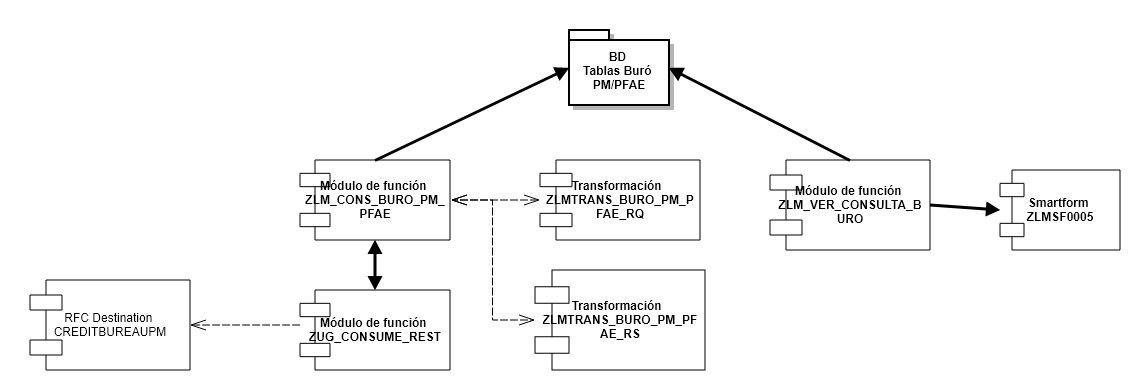 BD
Tablas Buró
PM/PFAE
Módulo de función
ZLM_CONS_BURO_PM_
PFAE
Transformación
ZLMTRANS_BURO_PM_P
FAE_RQ
Módulo de función
ZLM_VER_CONSULTA_B
URO
Smartform
ZLMSF0005
RFC Destination
CREDITBUREAUPM
Módulo de función
ZUG_CONSUME_REST
Transformación
ZLMTRANS_BURO_PM_PF
AE_RS